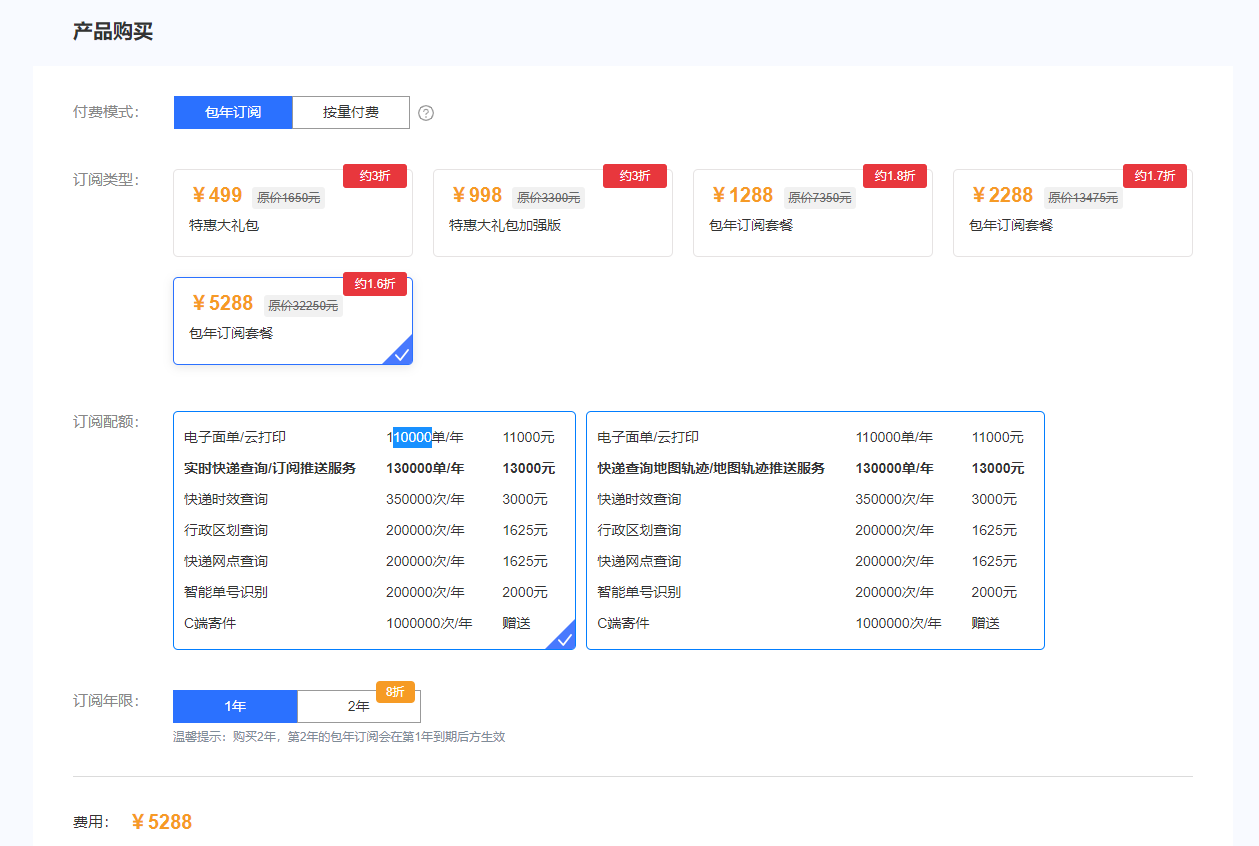 产品购买
付费模式： 包年订阅 按量付费 ?
订阅类型：
约3折
￥499 原价1650元
特惠大礼包
约3折
￥998 原价3300元
特惠大礼包加强版
约1.8折
￥1288 原价7350元
包年订阅套餐
约1.7折
￥2288 原价13475元
包年订阅套餐
约1.6折
￥5288 原价32250元
包年订阅套餐
订阅配额：
电子面单/云打印 110000单/年 11000元
实时快递查询/订阅推送服务 130000单/年 13000元
快递时效查询 350000次/年 3000元
行政区划查询 200000次/年 1625元
快递网点查询 200000次/年 1625元
智能单号识别 200000次/年 2000元
C端寄件 1000000次/年 赠送
电子面单/云打印 110000单/年 11000元
快递查询地图轨迹/地图轨迹推送服务 130000单/年 13000元
快递时效查询 350000次/年 3000元
行政区划查询 200000次/年 1625元
快递网点查询 200000次/年 1625元
智能单号识别 200000次/年 2000元
C端寄件 1000000次/年 赠送
订阅年限： 1年 2年 8折
温馨提示：购买2年，第2年的包年订阅会在第1年到期后方生效
费用： ￥5288